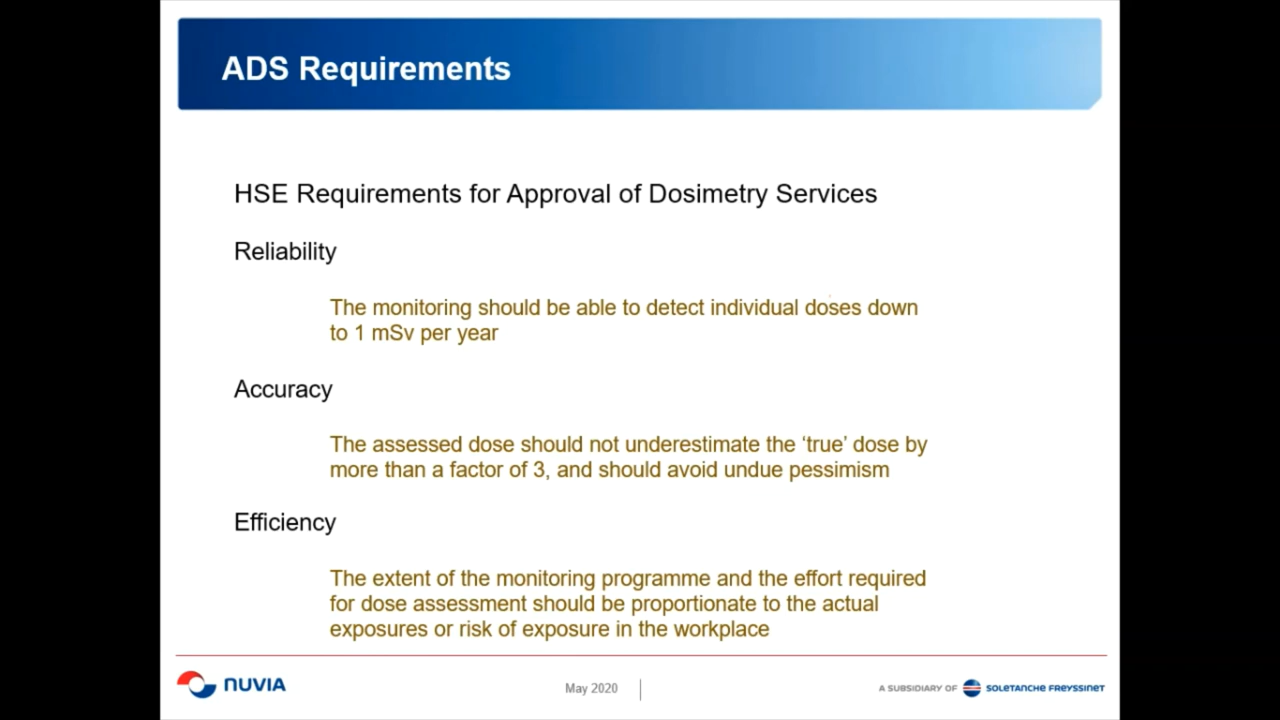 ADS Requirements
HSE Requirements for Approval of Dosimetry Services
Reliability
The monitoring should be able to detect individual doses down
to 1 mSv per year
Accuracy
The assessed dose should not underestimate the ‘true’ dose by
more than a factor of 3, and should avoid undue pessimism
Efficiency
The extent of the monitoring programme and the effort required
for dose assessment should be proportionate to the actual
exposures or risk of exposure in the workplace
NUVIA
May 2020
A SUBSIDIARY OF SOLETANCHE FREYSSINET